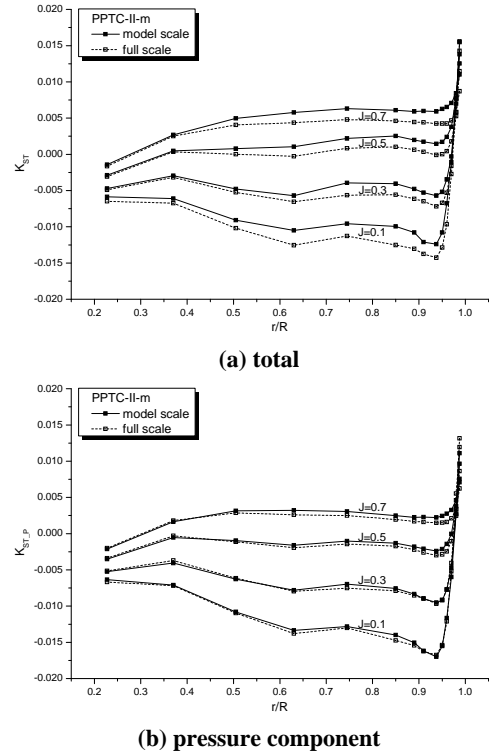 PPTC-II-m
model scale
full scale
0.020
0.015
0.010
0.005
0.000
-0.005
-0.010
-0.015
-0.020
K_ST
J=0.7
J=0.5
J=0.3
J=0.1
0.2 0.3 0.4 0.5 0.6 0.7 0.8 0.9 1.0
r/R
(a) total
PPTC-II-m
model scale
full scale
0.020
0.015
0.010
0.005
0.000
-0.005
-0.010
-0.015
-0.020
K_ST_P
J=0.7
J=0.5
J=0.3
J=0.1
0.2 0.3 0.4 0.5 0.6 0.7 0.8 0.9 1.0
r/R
(b) pressure component